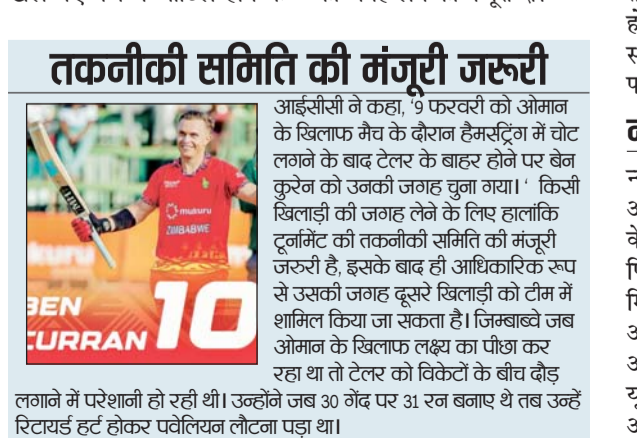 तकनीकी समिति की मंजूरी जरूरी
आईसीसी ने कहा, '9 फरवरी को ओमान
के खिलाफ मैच के दौरान हैमस्ट्रिंग में चोट
लगने के बाद टेलर के बाहर होने पर बेन
कुरेन को उनकी जगह चुना गया। ' किसी
खिलाड़ी की जगह लेने के लिए हालांकि
टूर्नामेंट की तकनीकी समिति की मंजूरी
जरुरी है, इसके बाद ही आधिकारिक रूप
से उसकी जगह दूसरे खिलाड़ी को टीम में
शामिल किया जा सकता है। जिम्बाब्वे जब
ओमान के खिलाफ लक्ष्य का पीछा कर
रहा था तो टेलर को विकेटों के बीच दौड़
लगाने में परेशानी हो रही थी। उन्होंने जब 30 गेंद पर 31 रन बनाए थे तब उन्हें
रिटायर्ड हर्ट होकर पवेलियन लौटना पड़ा था।
mukuru
ZIMBABWE
BEN
CURRAN
10